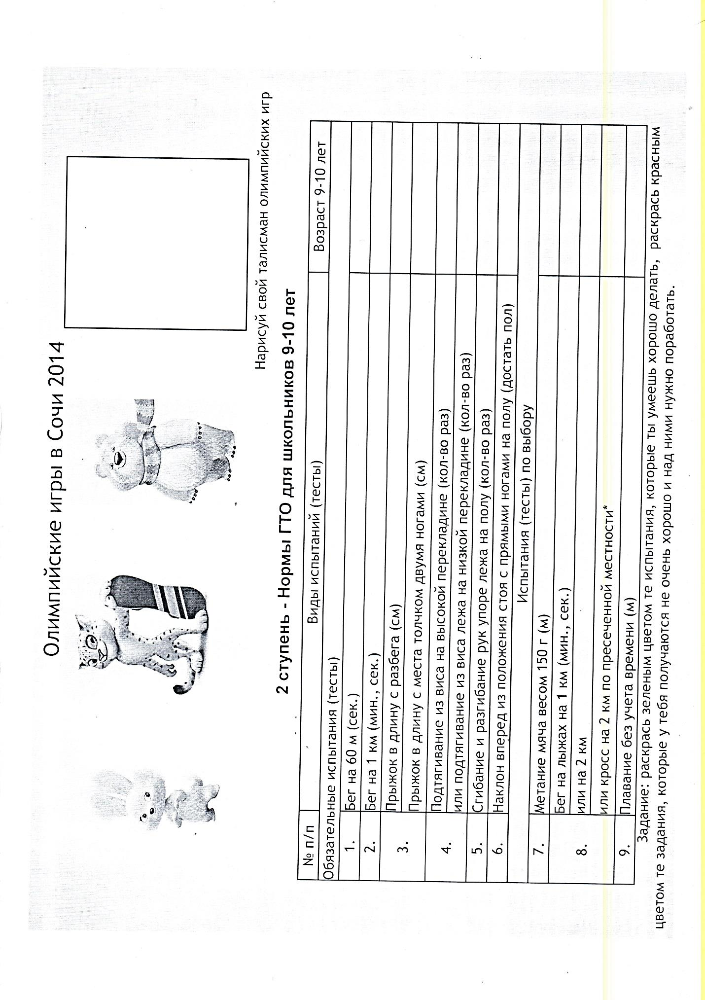 Олимпийские игры в Сочи 2014
Нарисуй свой талисман олимпийских игр
2 ступень - Нормы ГТО для школьников 9-10 лет
№ п/п Виды испытаний (тесты) Возраст 9-10 лет
Обязательные испытания (тесты)
1. Бег на 60 м (сек.)
2. Бег на 1 км (мин., сек.)
3. Прыжок в длину с разбега (см)
Прыжок в длину с места толчком двумя ногами (см)
4. Подтягивание из виса на высокой перекладине (кол-во раз)
или подтягивание из виса лежа на низкой перекладине (кол-во раз)
5. Сгибание и разгибание рук упоре лежа на полу (кол-во раз)
6. Наклон вперед из положения стоя с прямыми ногами на полу (достать пол)
Испытания (тесты) по выбору
7. Метание мяча весом 150 г (м)
8. Бег на лыжах на 1 км (мин., сек.)
или на 2 км
или кросс на 2 км по пресеченной местности*
9. Плавание без учета времени (м)
Задание: раскрась зеленым цветом те испытания, которые ты умеешь хорошо делать, раскрась красным
цветом те задания, которые у тебя получаются не очень хорошо и над ними нужно поработать.